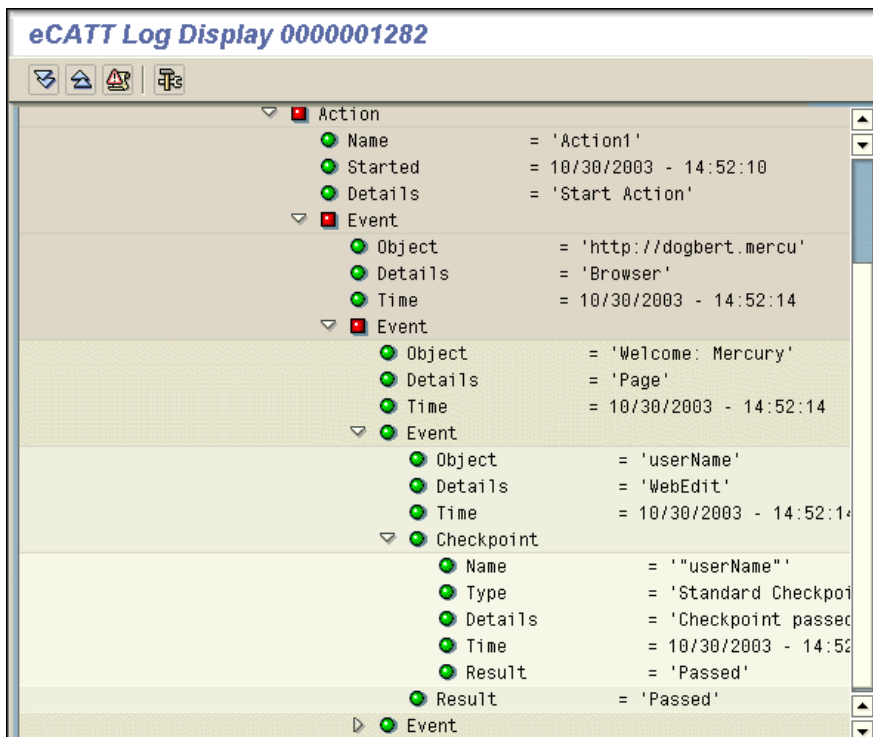 eCATT Log Display 0000001282
Action
Name = 'Action1'
Started = 10/30/2003 - 14:52:10
Details = 'Start Action'
Event
Object = 'http://dogbert.mercu'
Details = 'Browser'
Time = 10/30/2003 - 14:52:14
Event
Object = 'Welcome: Mercury'
Details = 'Page'
Time = 10/30/2003 - 14:52:14
Event
Object = 'userName'
Details = 'WebEdit'
Time = 10/30/2003 - 14:52:14
Checkpoint
Name = '"userName"'
Type = 'Standard Checkpoi
Details = 'Checkpoint passed
Time = 10/30/2003 - 14:52
Result = 'Passed'
Result = 'Passed'
Event